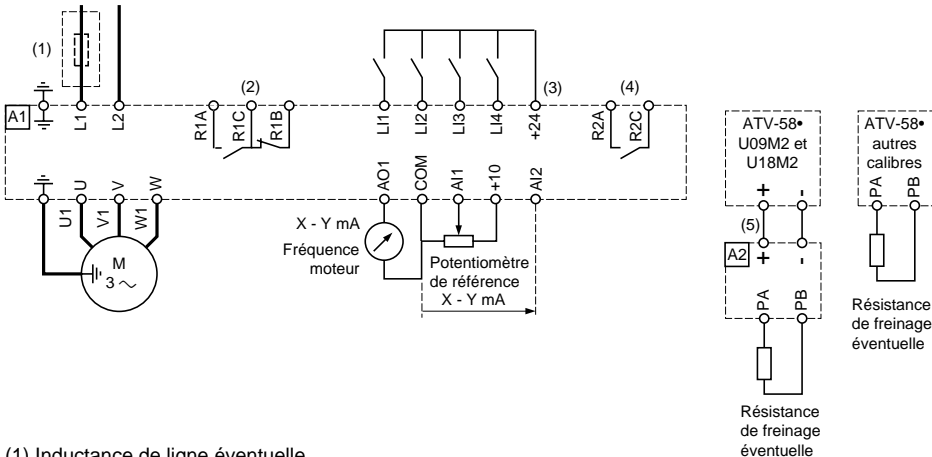 (1)
(2)
(3)
(4)
A1
L1
L2
R1A
R1C
R1B
LI1
LI2
LI3
LI4
+24
R2A
R2C
U
V
W
AO1
COM
AI1
+10
AI2
U1
V1
W1
M
3 ~
X - Y mA
Fréquence
moteur
Potentiomètre
de référence
X - Y mA
ATV-58•
U09M2 et
U18M2
+
-
(5)
A2
+
-
PA
PB
Résistance
de freinage
éventuelle
ATV-58•
autres
calibres
PA
PB
Résistance
de freinage
éventuelle
(1) Inductance de ligne éventuelle